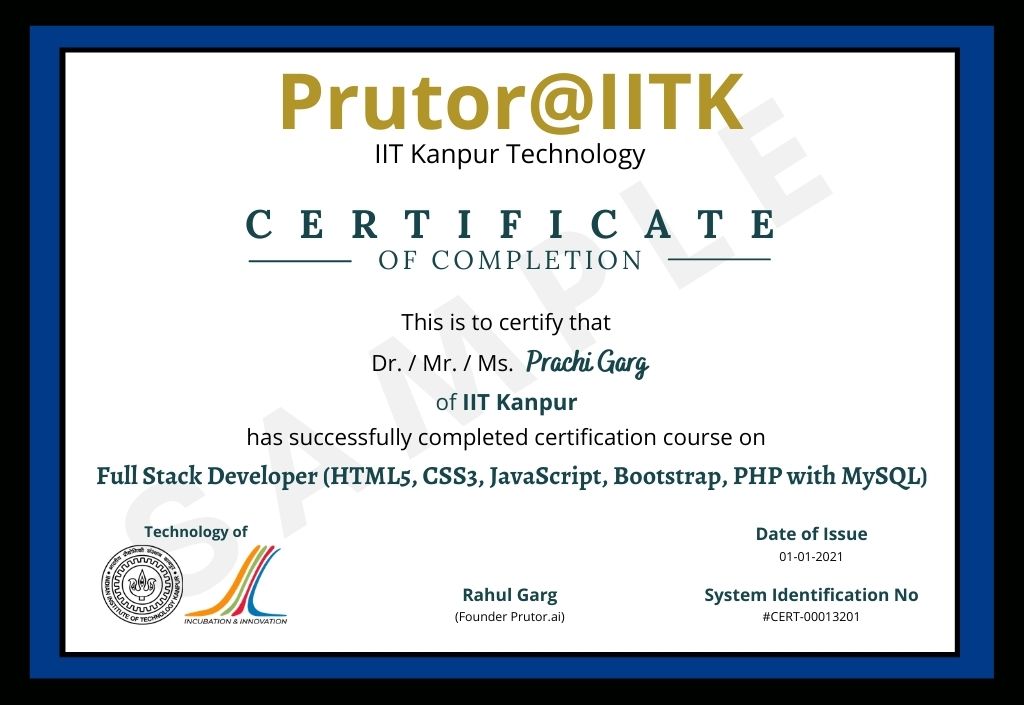 Prutor@IITK
IIT Kanpur Technology
CERTIFICATE
OF COMPLETION
This is to certify that
Dr. / Mr. / Ms. Prachi Garg
of IIT Kanpur
has successfully completed certification course on
Full Stack Developer (HTML5, CSS3, JavaScript, Bootstrap, PHP with MySQL)
SAMPLE
Technology of
INDIAN INSTITUTE OF TECHNOLOGY KANPUR
INCUBATION & INNOVATION
Rahul Garg
(Founder Prutor.ai)
Date of Issue
01-01-2021
System Identification No
#CERT-00013201